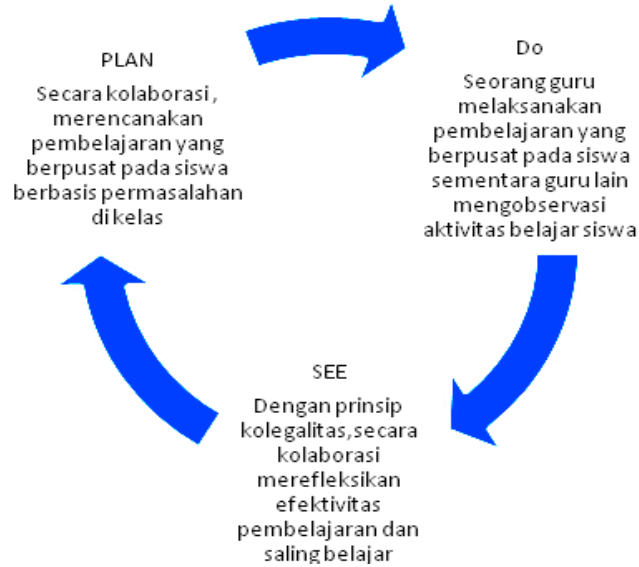 PLAN
Secara kolaborasi,
merencanakan
pembelajaran yang
berpusat pada siswa
berbasis permasalahan
di kelas
Do
Seorang guru
melaksanakan
pembelajaran yang
berpusat pada siswa
sementara guru lain
mengobservasi
aktivitas belajar siswa
SEE
Dengan prinsip
kolegalitas,secara
kolaborasi
merefleksikan
efektivitas
pembelajaran dan
saling belajar